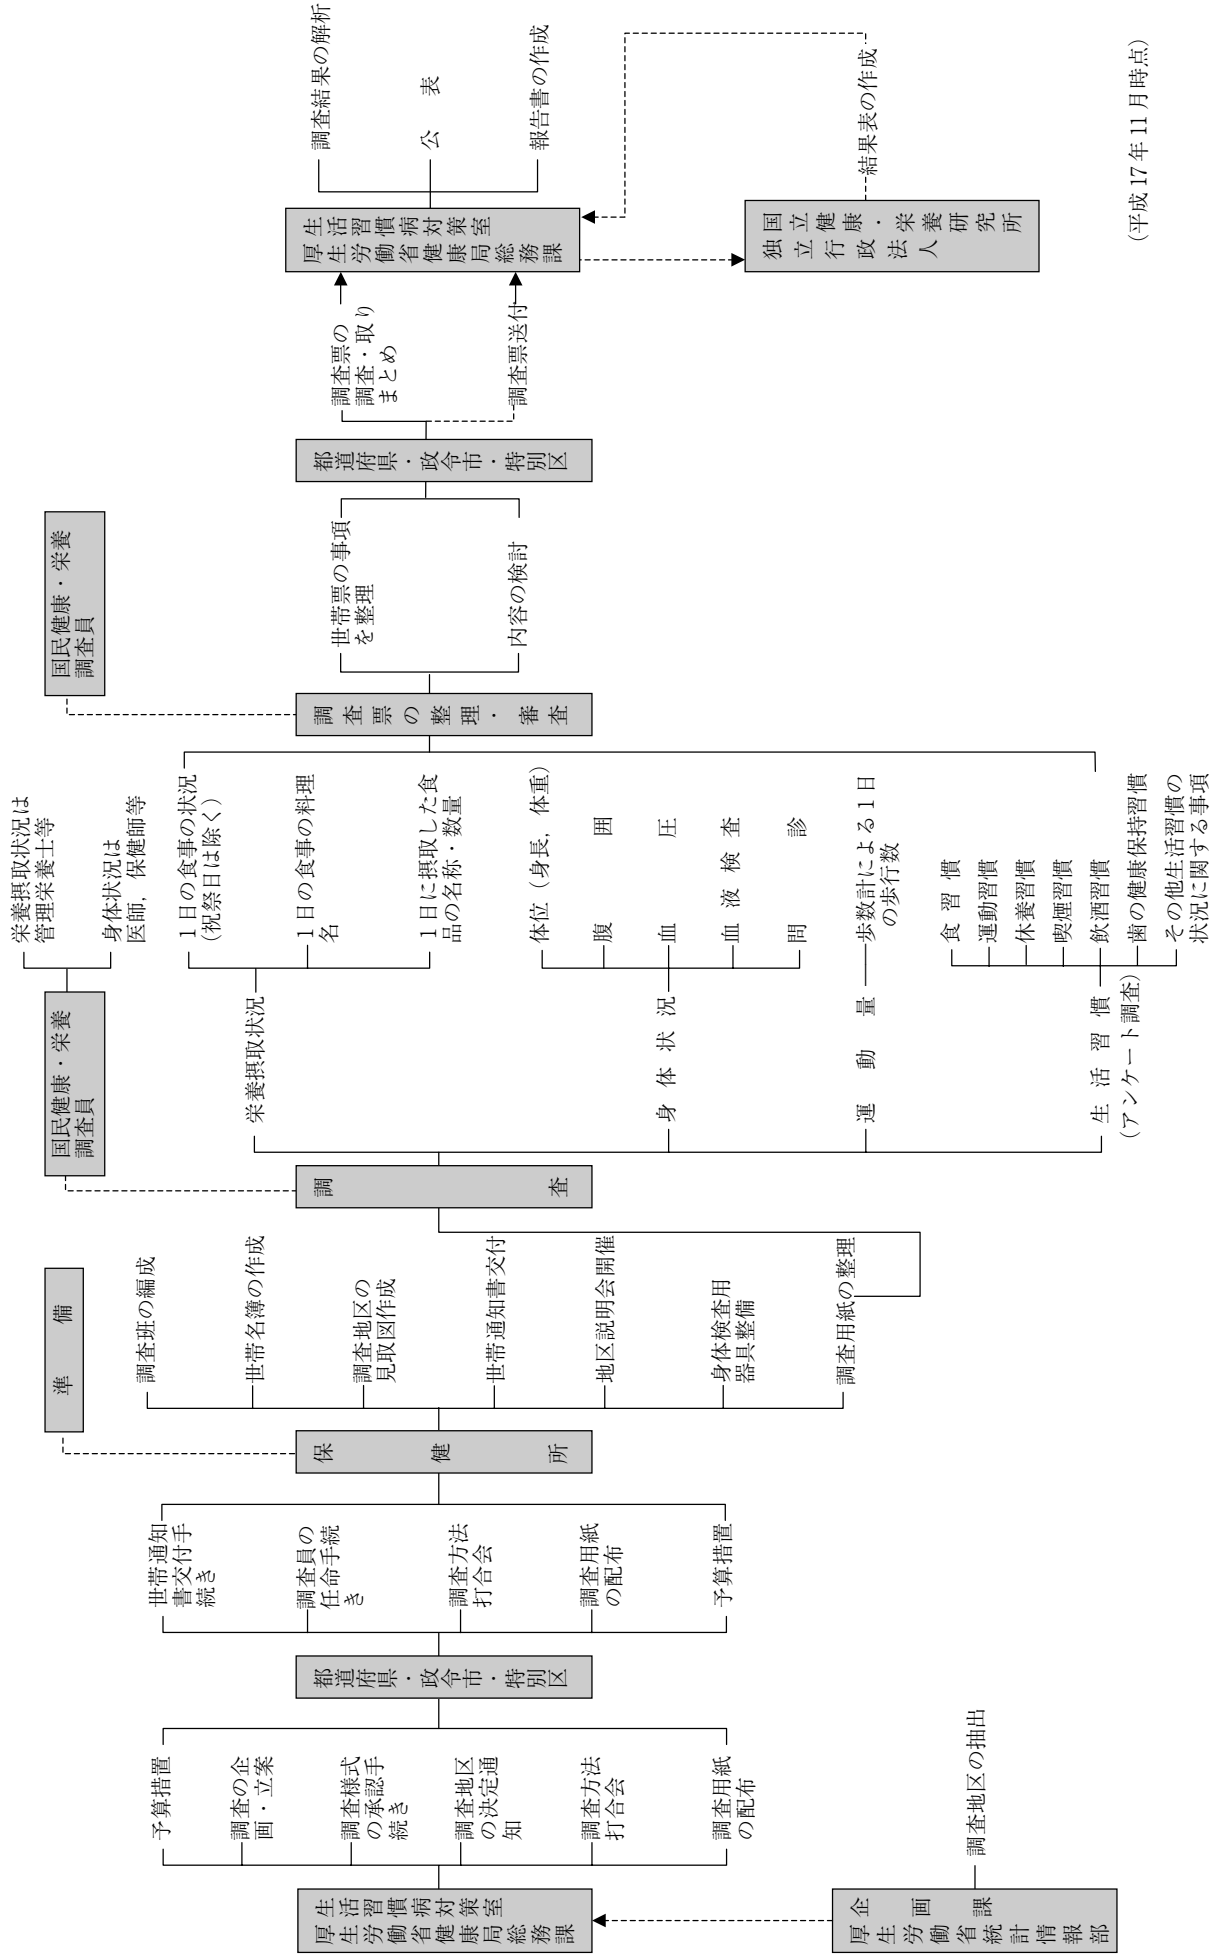 厚生労働省健康局総務課
生活習慣病対策室
厚生労働省統計情報部
企画課
調査地区の抽出
予算措置
調査の企
画・立案
調査様式
の承認手
続き
調査地区
の決定通
知
調査方法
打合会
調査用紙
の配布
都道府県・政令市・特別区
世帯通知
書交付手
続き
調査員の
任命手続
き
調査方法
打合会
調査用紙
の配布
予算措置
準備
保健所
調査班の編成
世帯名簿の作成
調査地区の
見取図作成
世帯通知書交付
地区説明会開催
身体検査用
器具整備
調査用紙の整理
国民健康・栄養
調査員
栄養摂取状況は
管理栄養士等
身体状況は
医師，保健師等
調査
栄養摂取状況
1日の食事の状況
(祝祭日は除く)
1日の食事の料理
名
1日に摂取した食
品の名称・数量
身体状況
体位（身長，体重）
腹囲
血圧
血液検査
問診
運動量
歩数計による1日
の歩行数
生活習慣
(アンケート調査)
食習慣
運動習慣
休養習慣
喫煙習慣
飲酒習慣
歯の健康保持習慣
その他生活習慣の
状況に関する事項
国民健康・栄養
調査員
調査票の整理・審査
世帯票の事項
を整理
内容の検討
都道府県・政令市・特別区
調査票の
調査・取り
まとめ
調査票送付
厚生労働省健康局総務課
生活習慣病対策室
調査結果の解析
公表
報告書の作成
独立行政法人
国立健康・栄養研究所
結果表の作成
(平成17年11月時点)